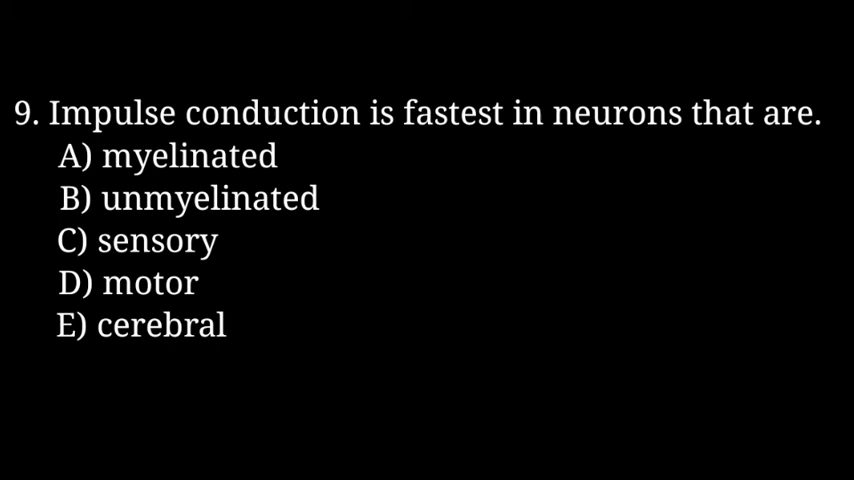 9. Impulse conduction is fastest in neurons that are.
A) myelinated
B) unmyelinated
C) sensory
D) motor
E) cerebral